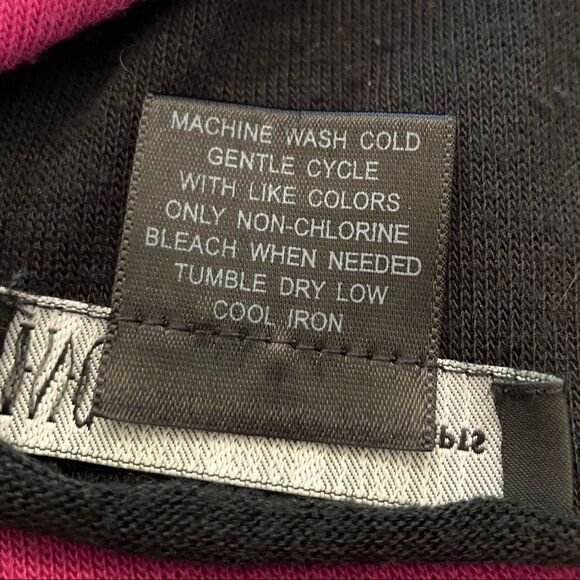 MACHINE WASH COLD
GENTLE CYCLE
WITH LIKE COLORS
ONLY NON-CHLORINE
BLEACH WHEN NEEDED
TUMBLE DRY LOW
COOL IRON